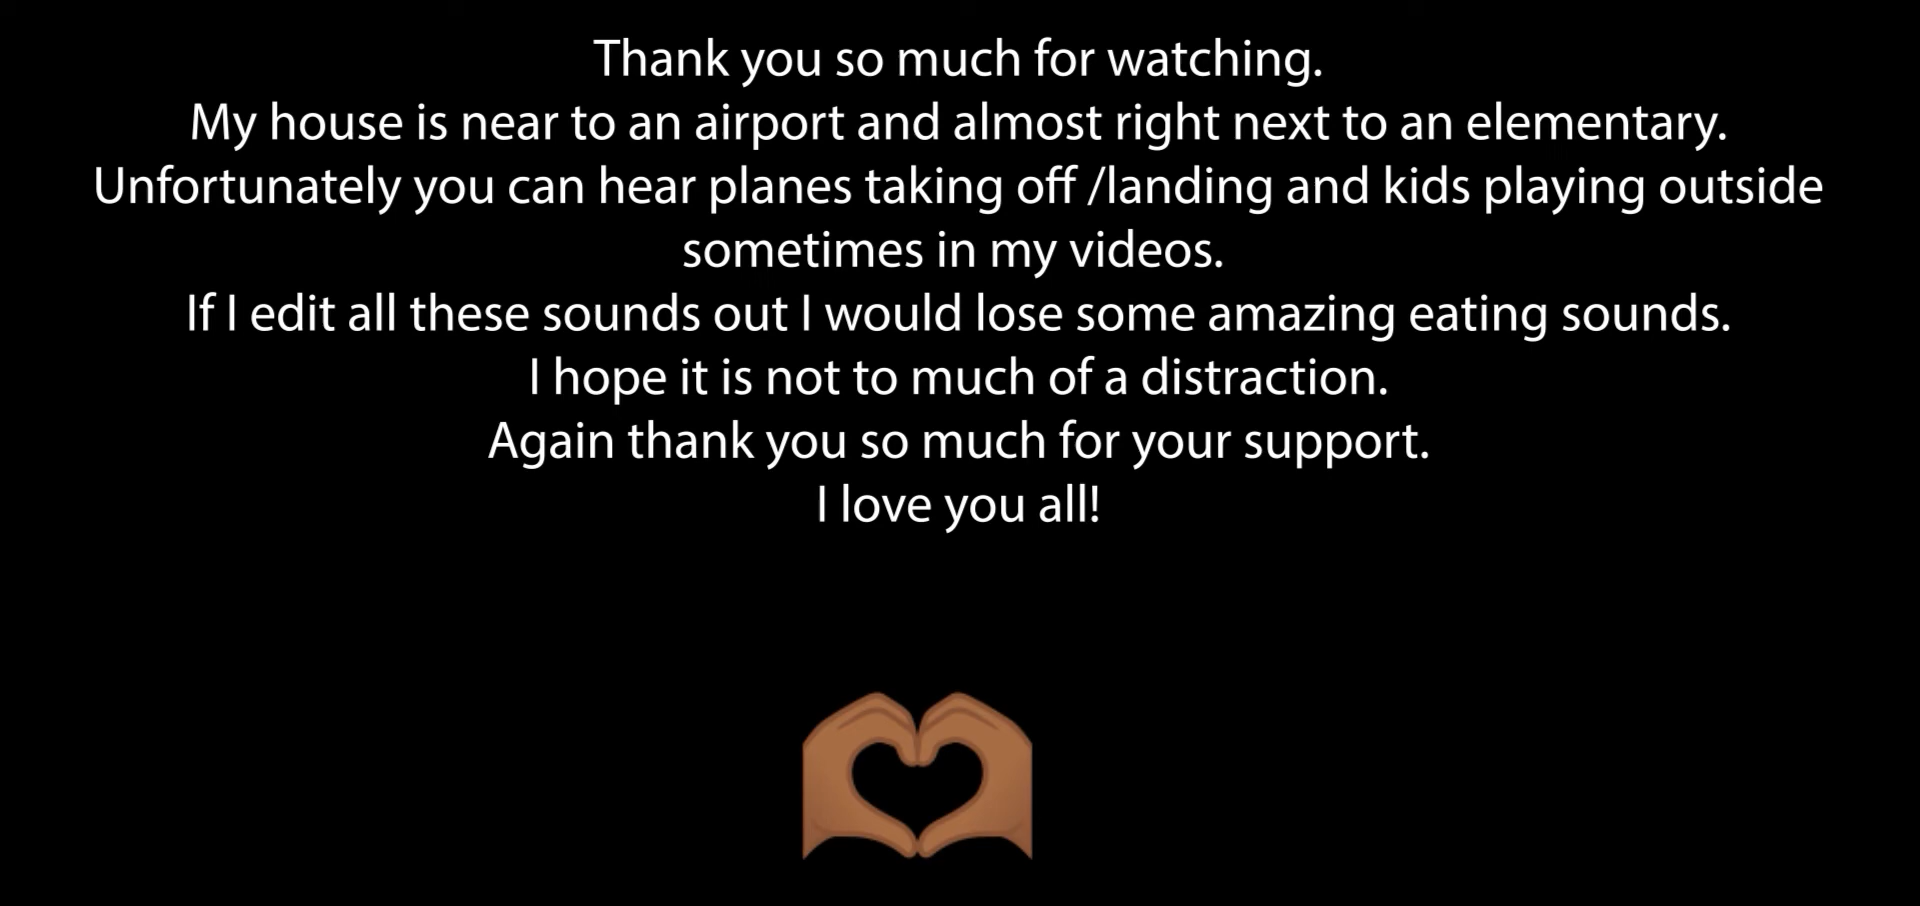 Thank you so much for watching.
My house is near to an airport and almost right next to an elementary.
Unfortunately you can hear planes taking off /landing and kids playing outside
sometimes in my videos.
If I edit all these sounds out I would lose some amazing eating sounds.
I hope it is not to much of a distraction.
Again thank you so much for your support.
I love you all!